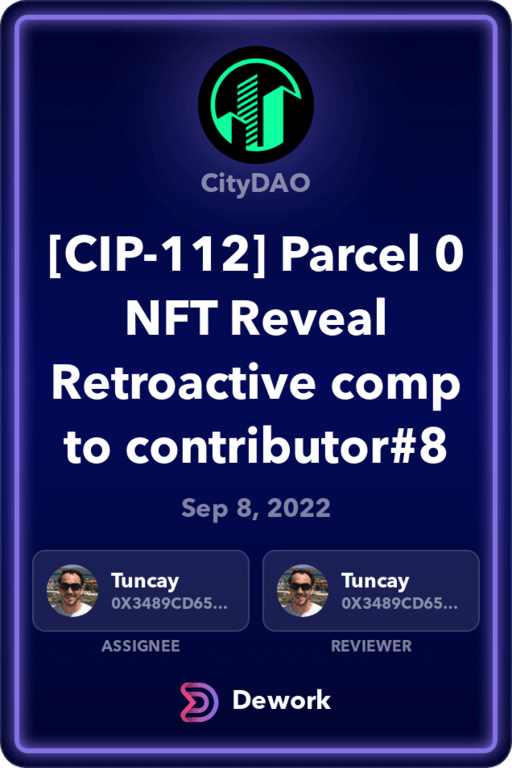 CityDAO
[CIP-112] Parcel 0
NFT Reveal
Retroactive comp
to contributor#8
Sep 8, 2022
Tuncay
0X3489CD65...
ASSIGNEE
Tuncay
0X3489CD65...
REVIEWER
Dework